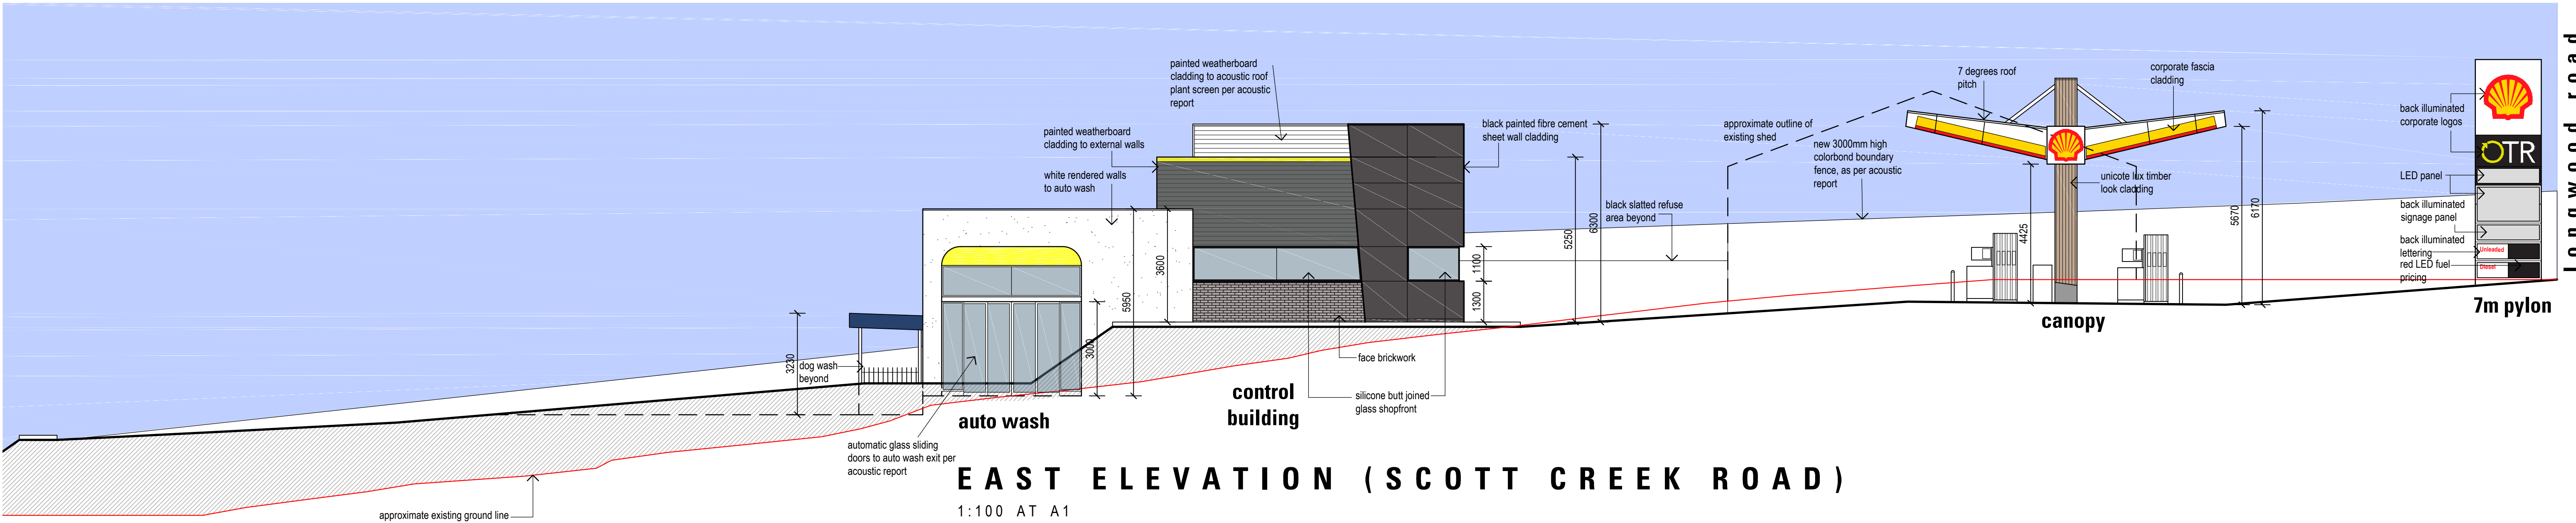 painted weatherboard
cladding to acoustic roof
plant screen per acoustic
report
painted weatherboard
cladding to external walls
white rendered walls
to auto wash
black painted fibre cement
sheet wall cladding
approximate outline of
existing shed
new 3000mm high
colorbond boundary
fence, as per acoustic
report
black slatted refuse
area beyond
7 degrees roof
pitch
corporate fascia
cladding
unicote lux timber
look cladding
back illuminated
corporate logos
LED panel
back illuminated
signage panel
back illuminated
lettering
red LED fuel
pricing
OTR
Unleaded
Diesel
longwood road
7m pylon
canopy
3230
5950
3000
3600
1100
1300
5250
6300
4425
5670
6170
dog wash
beyond
auto wash
automatic glass sliding
doors to auto wash exit per
acoustic report
control
building
face brickwork
silicone butt joined
glass shopfront
approximate existing ground line
EAST ELEVATION (SCOTT CREEK ROAD)
1:100 AT A1